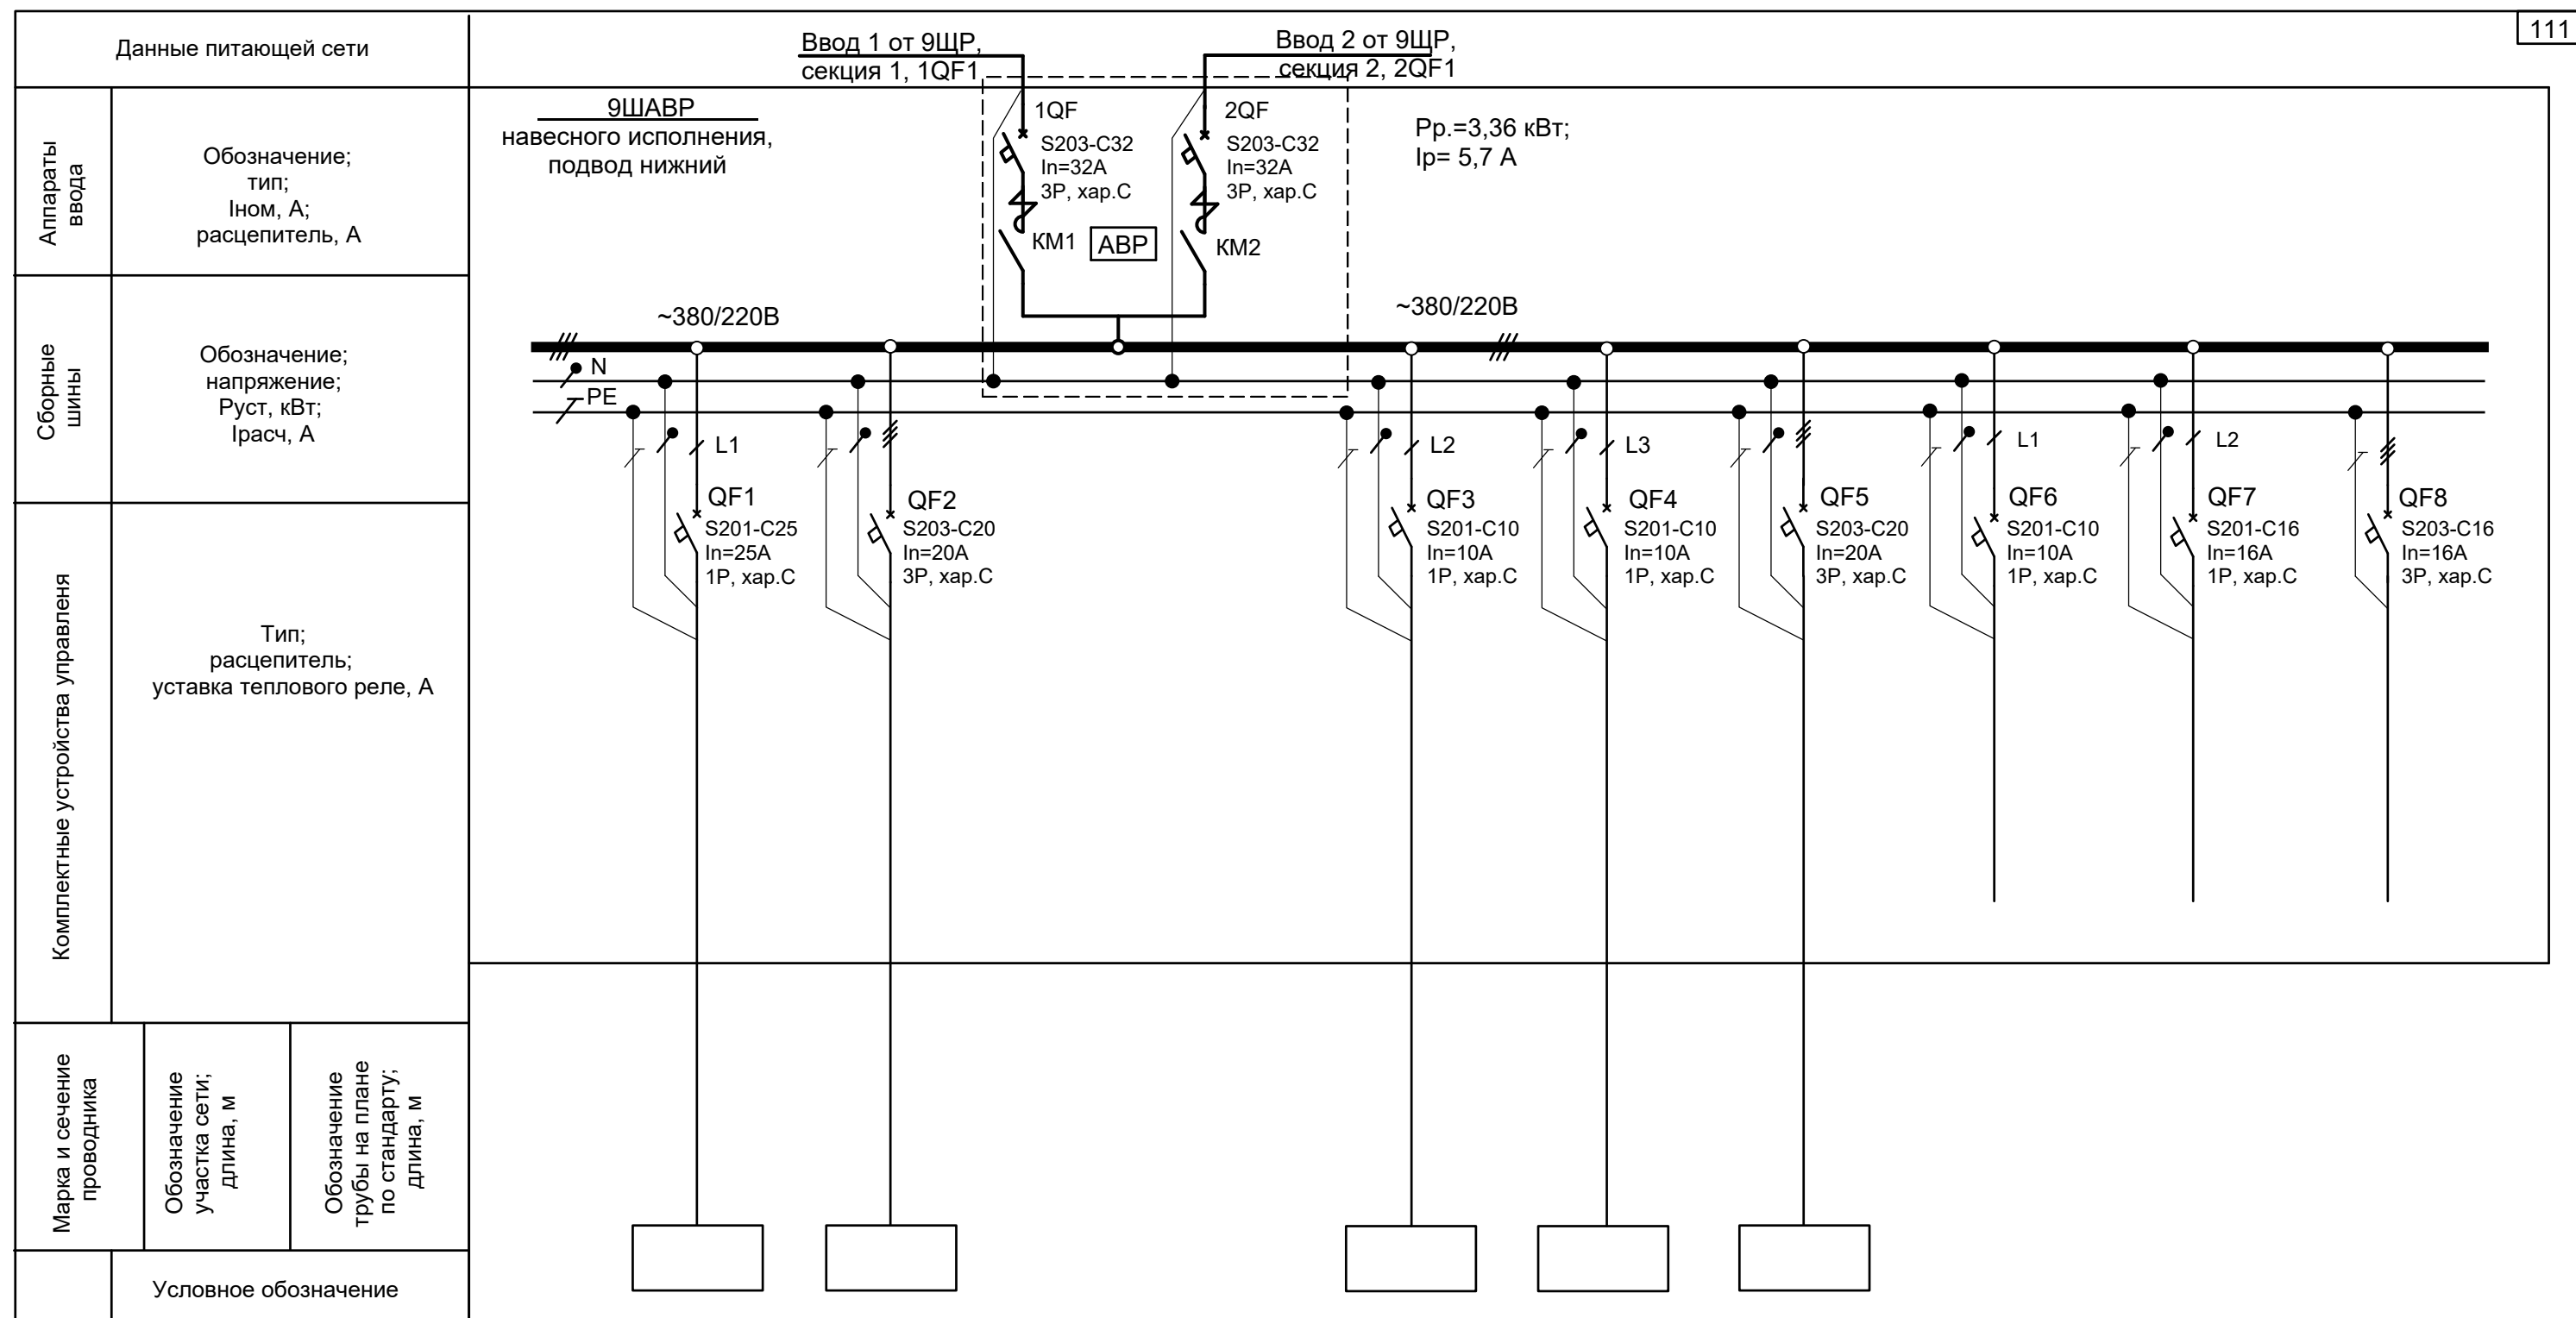 111
Данные питающей сети
Ввод 1 от 9ЩР,
секция 1, 1QF1
Ввод 2 от 9ЩР,
секция 2, 2QF1
Аппараты
ввода
Обозначение;
тип;
Iном, А;
расцепитель, А
9ШАВР
навесного исполнения,
подвод нижний
1QF
S203-C32
In=32A
3P, хар.C
КМ1
АВР
2QF
S203-C32
In=32A
3P, хар.C
КМ2
Рр.=3,36 кВт;
Iр= 5,7 А
Сборные
шины
Обозначение;
напряжение;
Руст, кВт;
Iрасч, А
~380/220В
~380/220В
N
PE
L1
L2
L3
L1
L2
Комплектные устройства управленя
Тип;
расцепитель;
уставка теплового реле, А
QF1
S201-C25
In=25A
1P, хар.C
QF2
S203-C20
In=20A
3P, хар.C
QF3
S201-C10
In=10A
1P, хар.C
QF4
S201-C10
In=10A
1P, хар.C
QF5
S203-C20
In=20A
3P, хар.C
QF6
S201-C10
In=10A
1P, хар.C
QF7
S201-C16
In=16A
1P, хар.C
QF8
S203-C16
In=16A
3P, хар.C
Марка и сечение
проводника
Обозначение
участка сети;
длина, м
Обозначение
трубы на плане
по стандарту;
длина, м
Условное обозначение